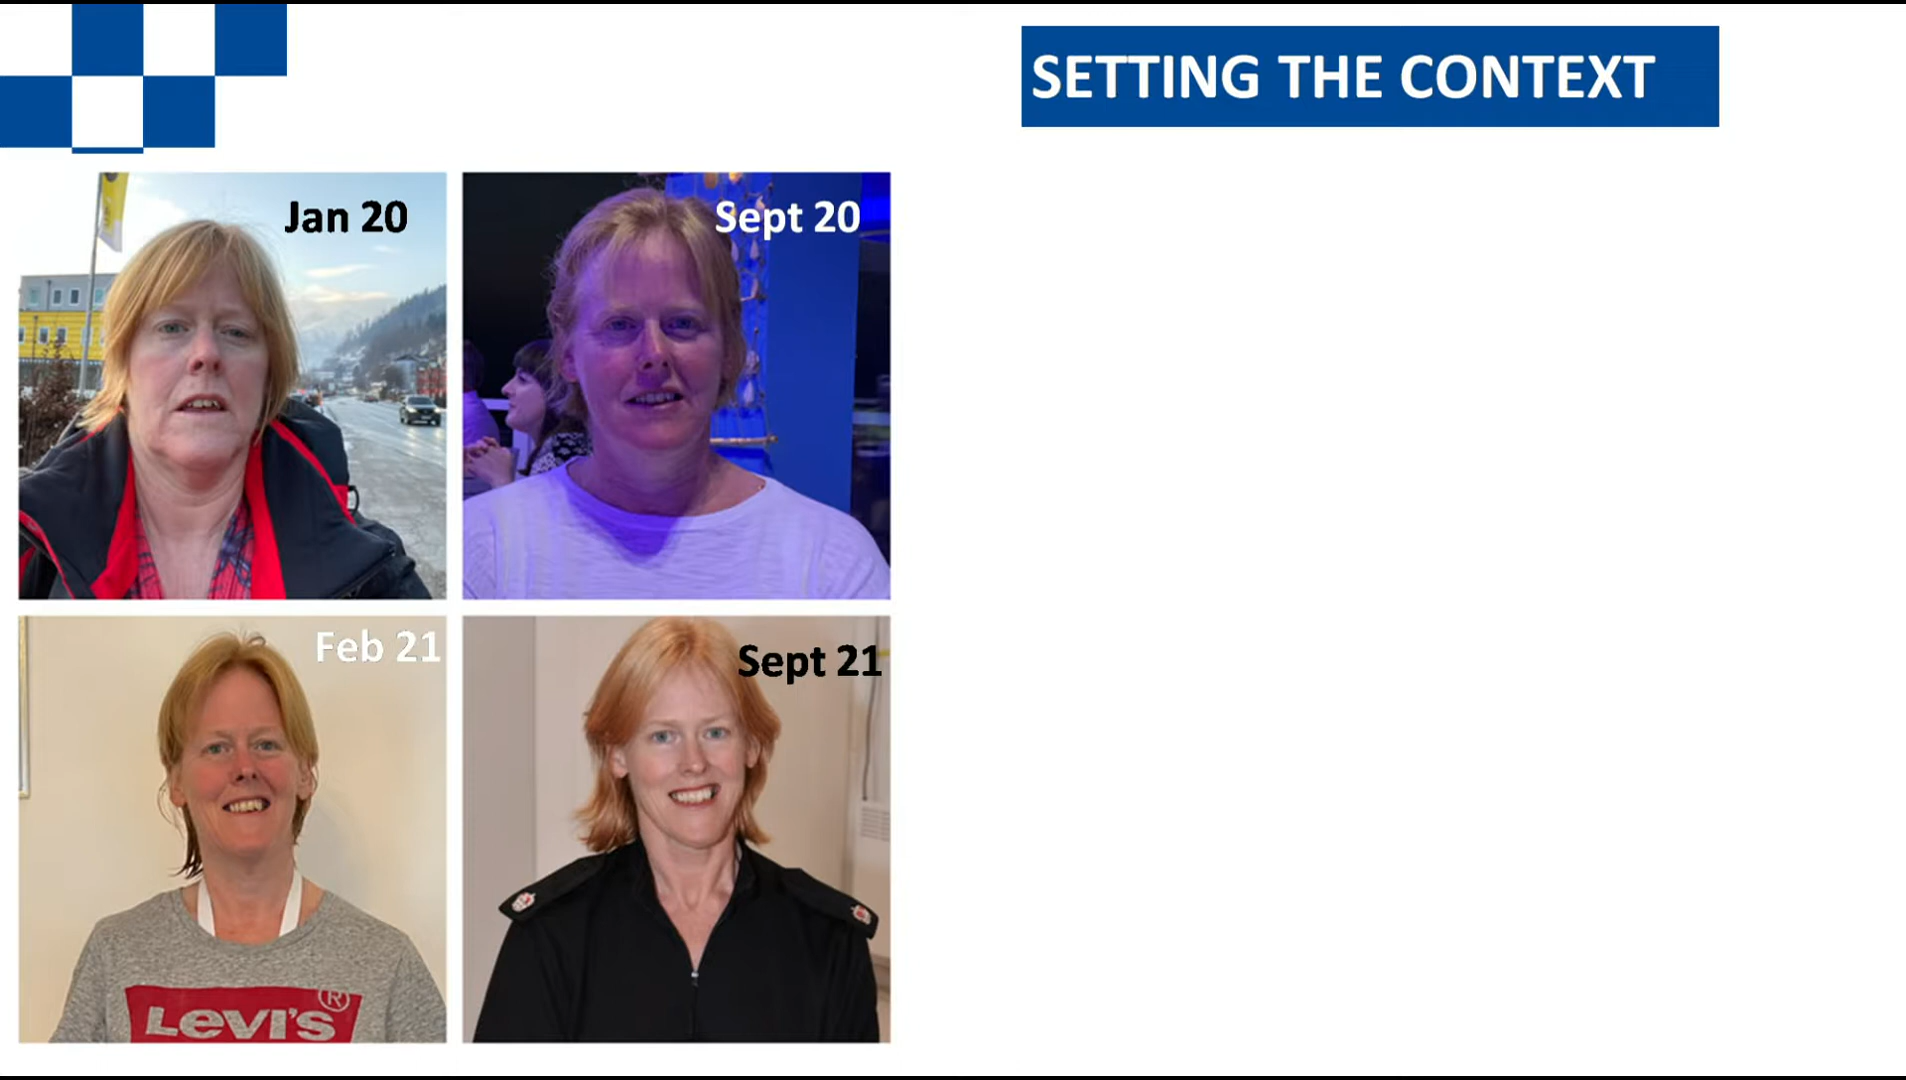 SETTING THE CONTEXT
Jan 20
Sept 20
Feb 21
Sept 21
LEVI'S
®